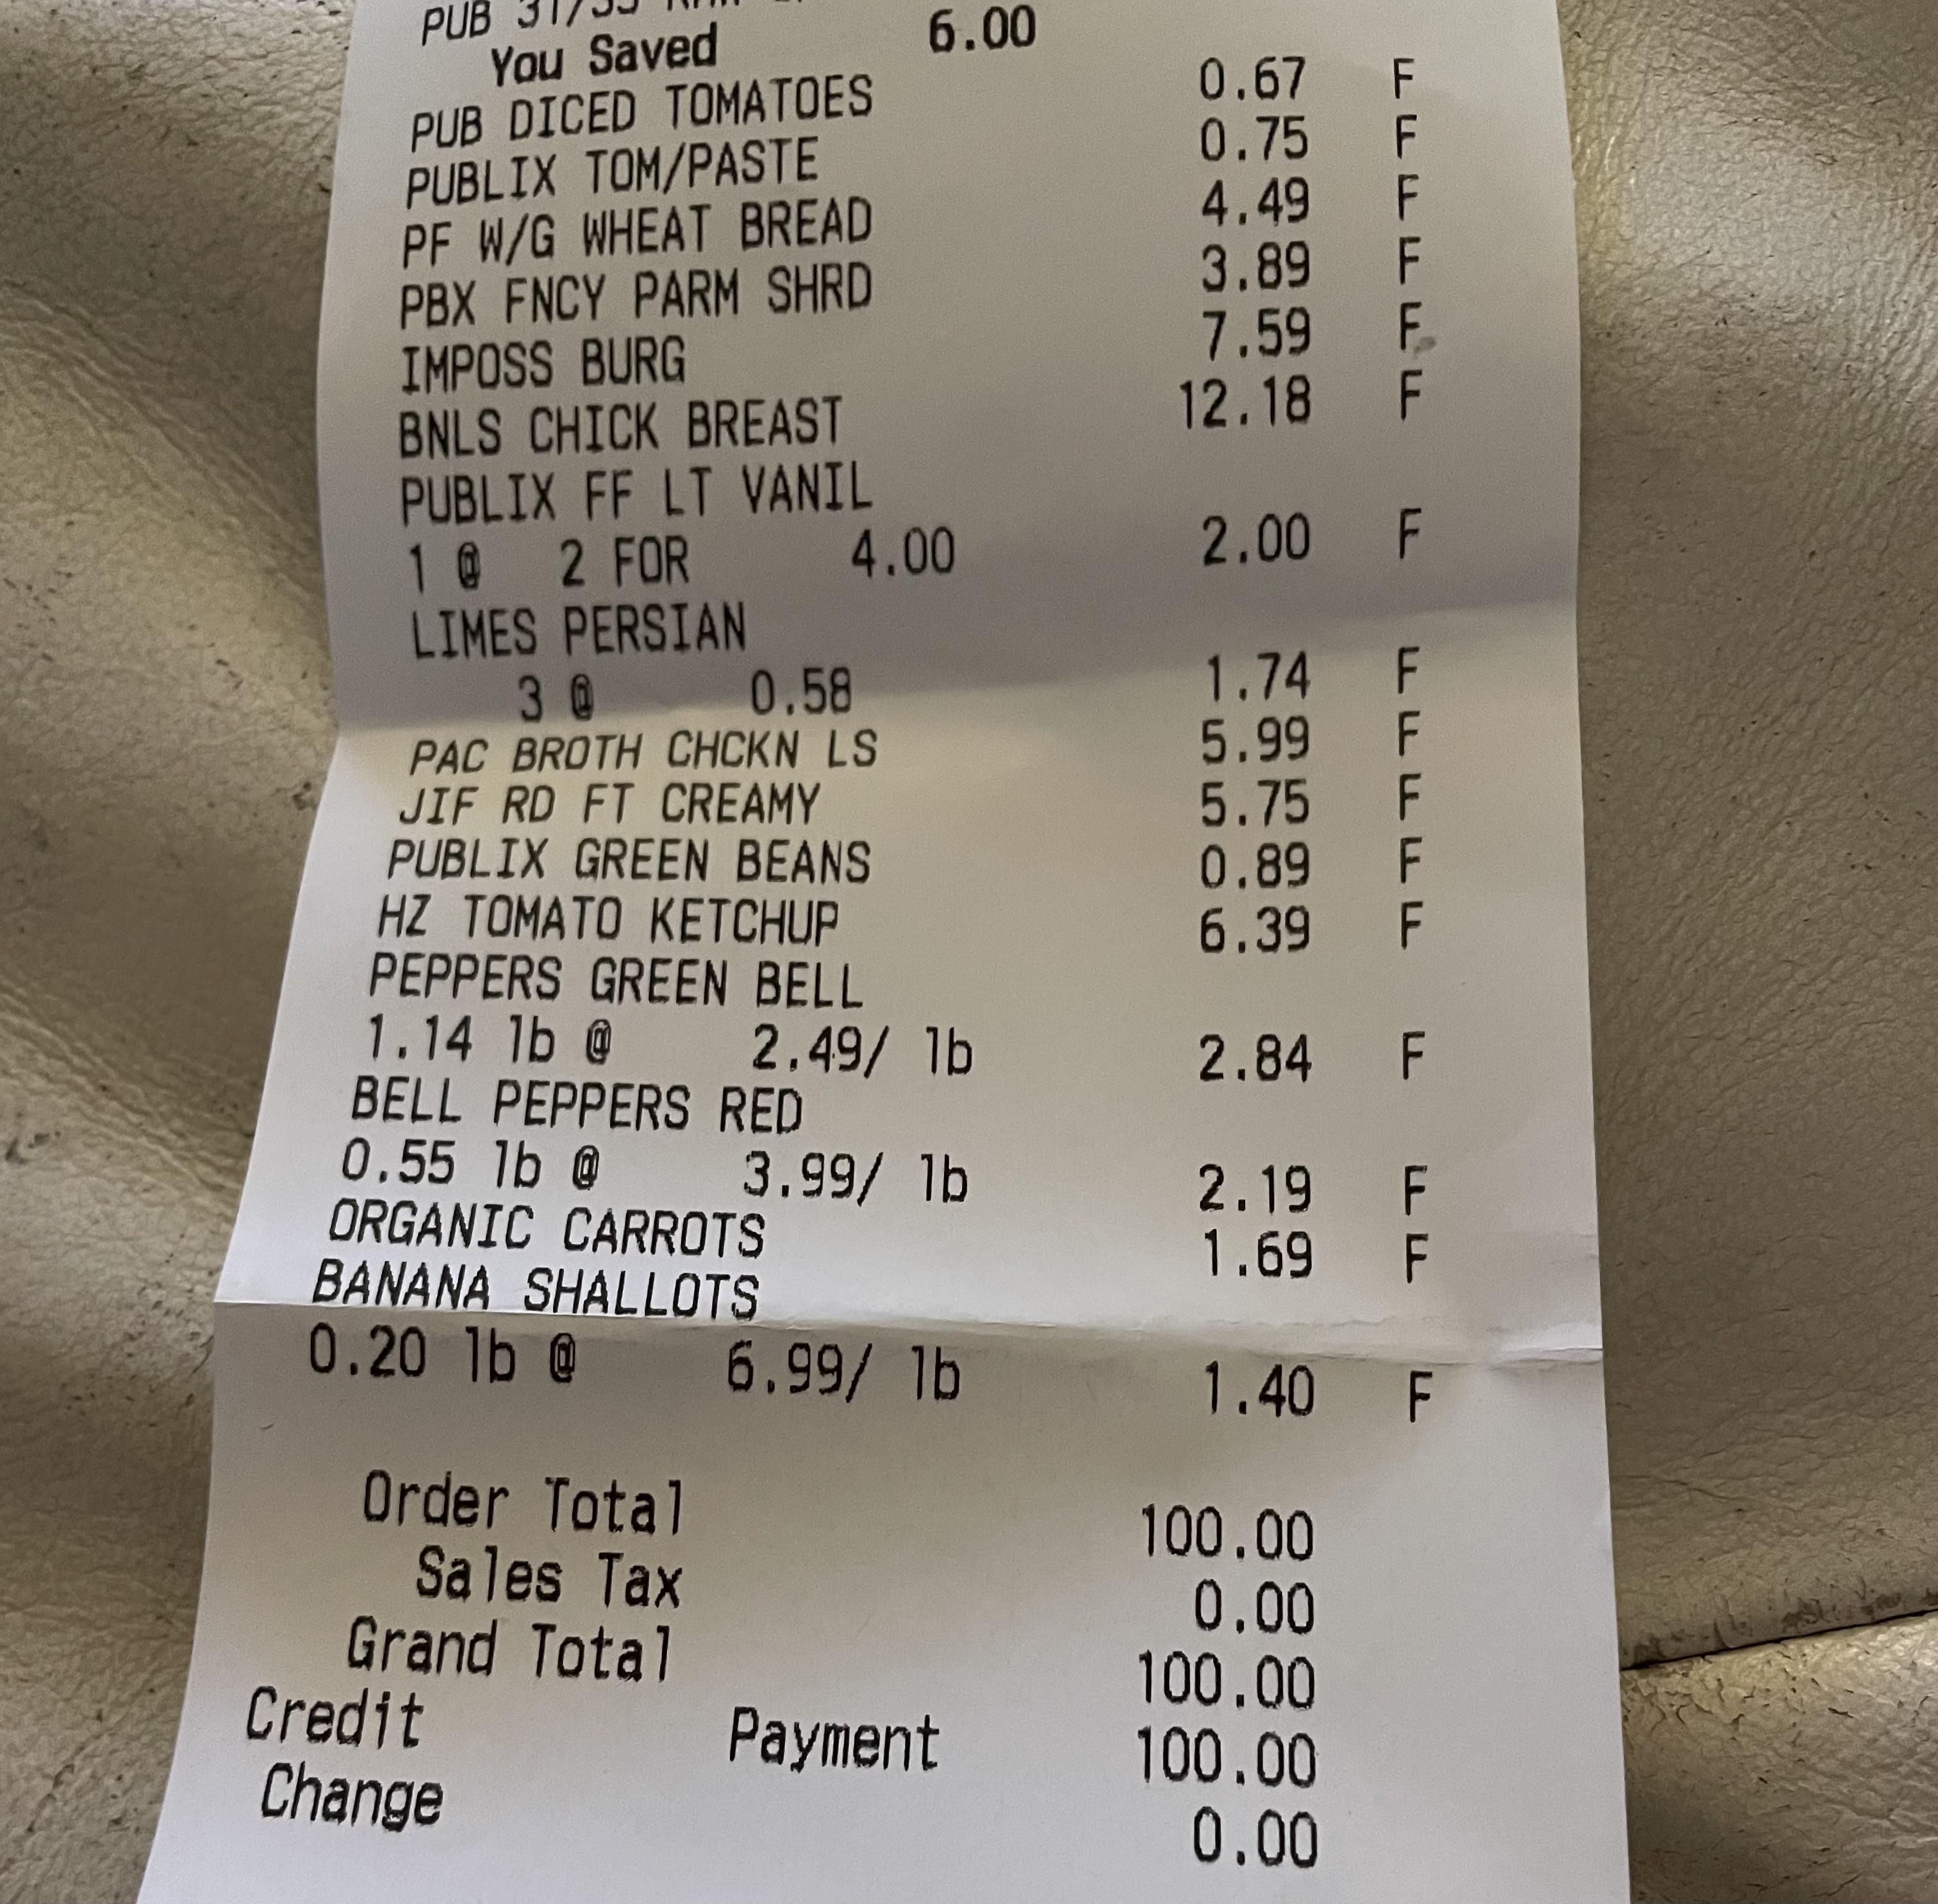 PUB 31/35
You Saved 6.00
PUB DICED TOMATOES 0.67 F
PUBLIX TOM/PASTE 0.75 F
PF W/G WHEAT BREAD 4.49 F
PBX FNCY PARM SHRD 3.89 F
IMPOSS BURG 7.59 F
BNLS CHICK BREAST 12.18 F
PUBLIX FF LT VANIL
1 @ 2 FOR 4.00 2.00 F
LIMES PERSIAN
3 @ 0.58 1.74 F
PAC BROTH CHCKN LS 5.99 F
JIF RD FT CREAMY 5.75 F
PUBLIX GREEN BEANS 0.89 F
HZ TOMATO KETCHUP 6.39 F
PEPPERS GREEN BELL
1.14 lb @ 2.49/ lb 2.84 F
BELL PEPPERS RED
0.55 lb @ 3.99/ lb 2.19 F
ORGANIC CARROTS 1.69 F
BANANA SHALLOTS
0.20 lb @ 6.99/ lb 1.40 F
Order Total 100.00
Sales Tax 0.00
Grand Total 100.00
Credit Payment 100.00
Change 0.00